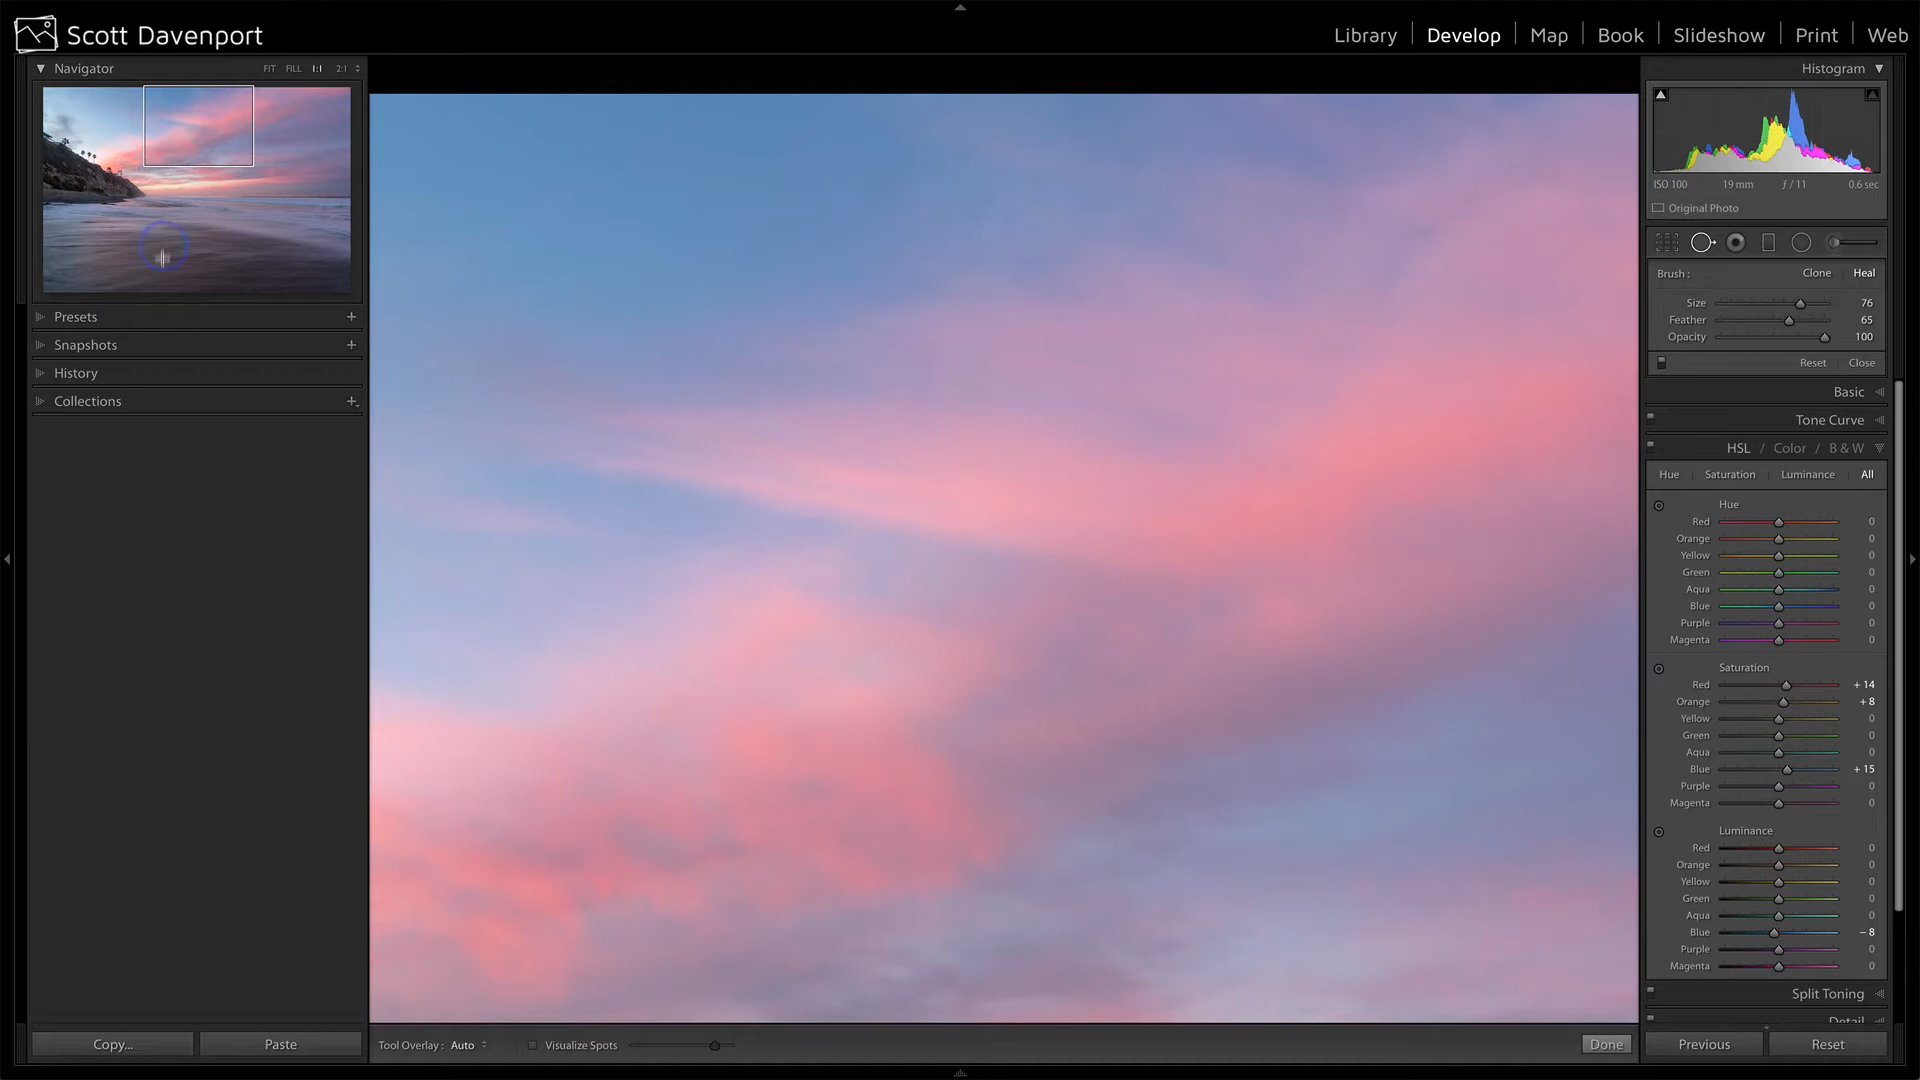 Scott Davenport
Library Develop Map Book Slideshow Print Web
Navigator FIT FILL 1:1 2:1
Presets
Snapshots
History
Collections
Copy... Paste
Tool Overlay : Auto Visualize Spots Done
Histogram
ISO 100 19 mm ƒ / 11 0.6 sec
Original Photo
Brush : Clone Heal
Size 76
Feather 65
Opacity 100
Reset Close
Basic
Tone Curve
HSL / Color / B & W
Hue Saturation Luminance All
Hue
Red 0
Orange 0
Yellow 0
Green 0
Aqua 0
Blue 0
Purple 0
Magenta 0
Saturation
Red + 14
Orange + 8
Yellow 0
Green 0
Aqua 0
Blue + 15
Purple 0
Magenta 0
Luminance
Red 0
Orange 0
Yellow 0
Green 0
Aqua 0
Blue − 8
Purple 0
Magenta 0
Split Toning
Detail
Previous Reset